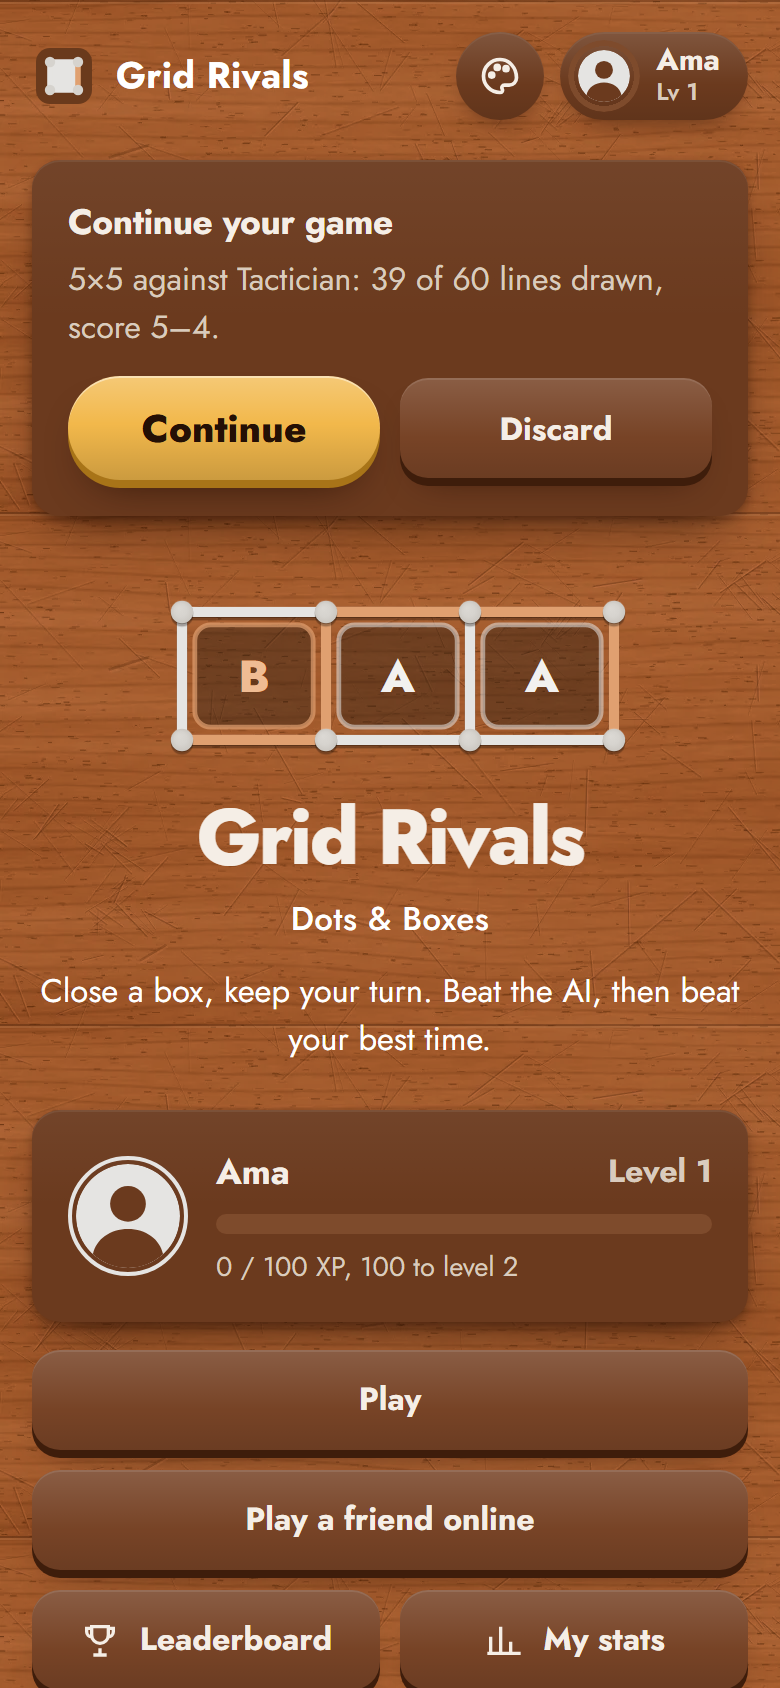 Grid Rivals
Ama
Lv 1
Continue your game
5×5 against Tactician: 39 of 60 lines drawn,
score 5–4.
Continue
Discard
B A A
Grid Rivals
Dots & Boxes
Close a box, keep your turn. Beat the AI, then beat
your best time.
Ama
Level 1
0 / 100 XP, 100 to level 2
Play
Play a friend online
Leaderboard
My stats